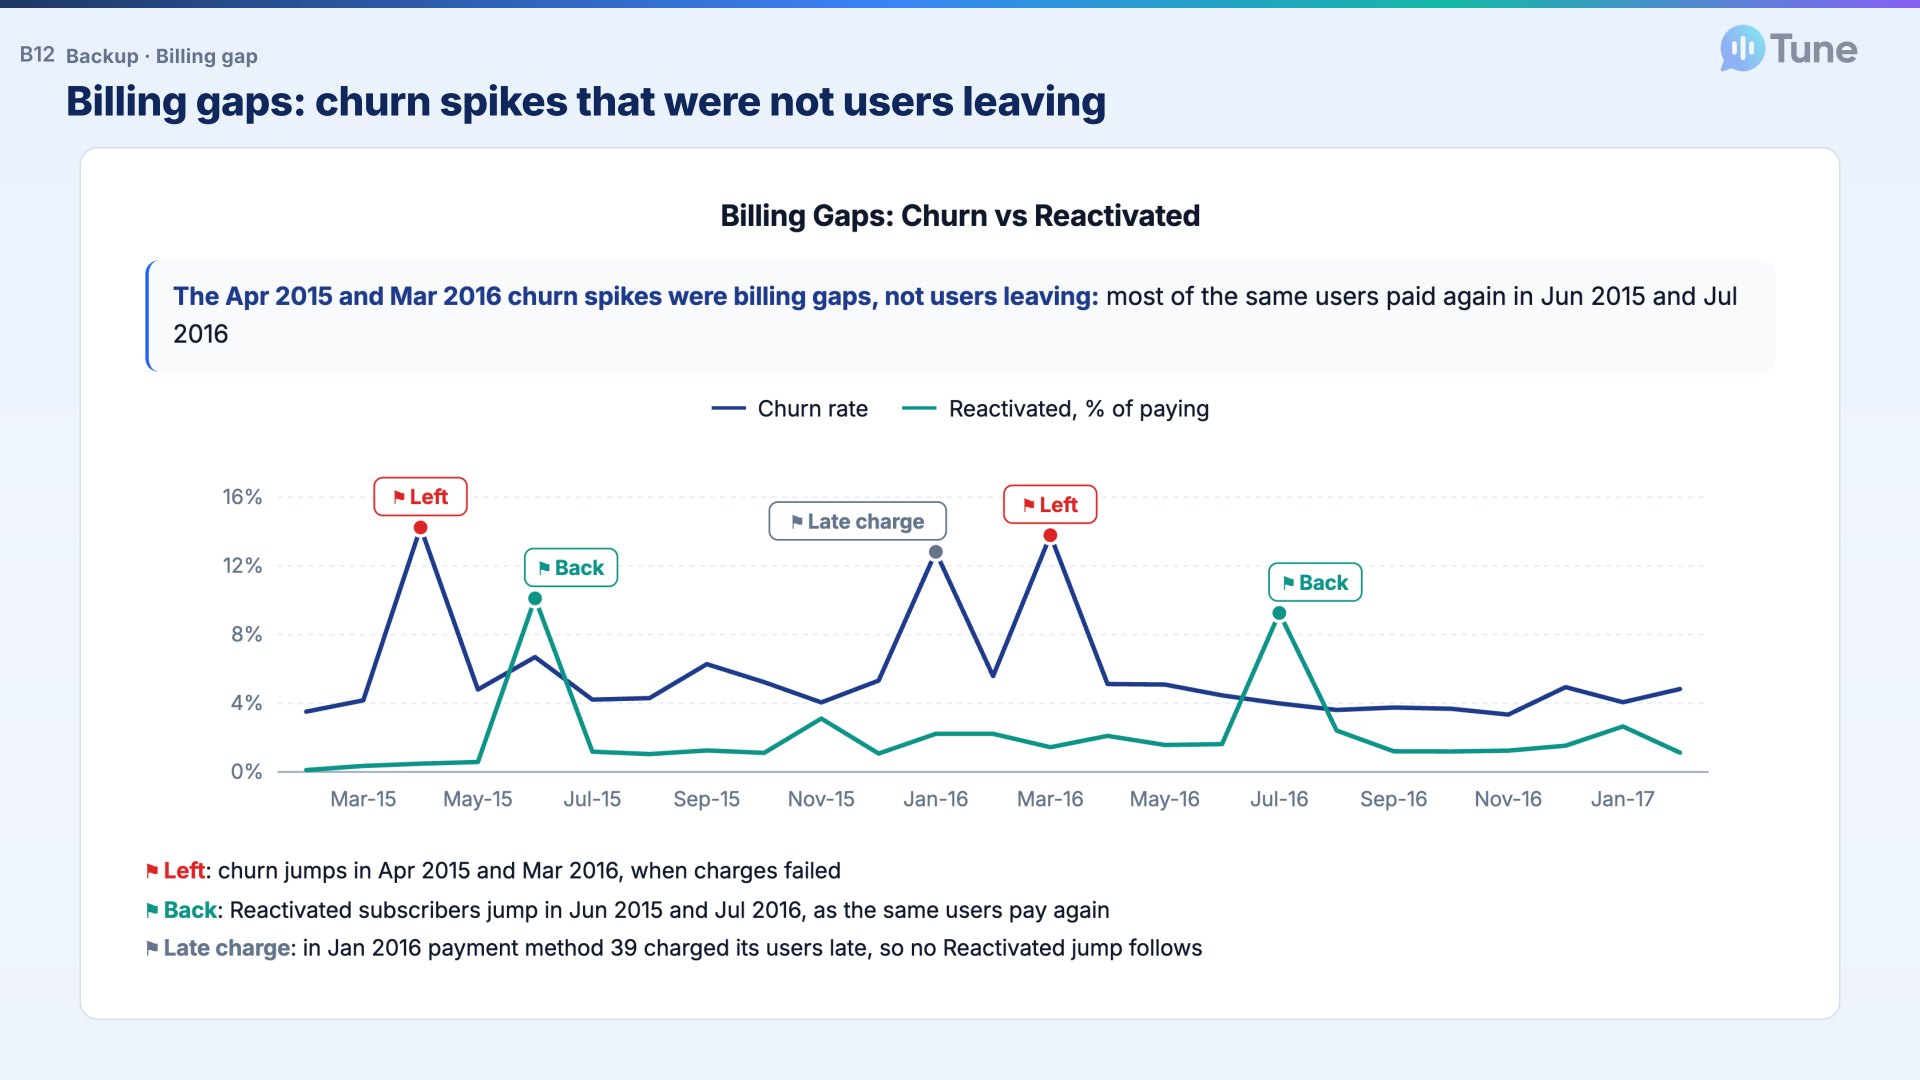 B12 Backup · Billing gap
Tune
Billing gaps: churn spikes that were not users leaving
Billing Gaps: Churn vs Reactivated
The Apr 2015 and Mar 2016 churn spikes were billing gaps, not users leaving: most of the same users paid again in Jun 2015 and Jul
2016
Churn rate Reactivated, % of paying
16%
12%
8%
4%
0%
⚑ Left
⚑ Back
⚑ Late charge
⚑ Left
⚑ Back
Mar-15 May-15 Jul-15 Sep-15 Nov-15 Jan-16 Mar-16 May-16 Jul-16 Sep-16 Nov-16 Jan-17
⚑ Left: churn jumps in Apr 2015 and Mar 2016, when charges failed
⚑ Back: Reactivated subscribers jump in Jun 2015 and Jul 2016, as the same users pay again
⚑ Late charge: in Jan 2016 payment method 39 charged its users late, so no Reactivated jump follows